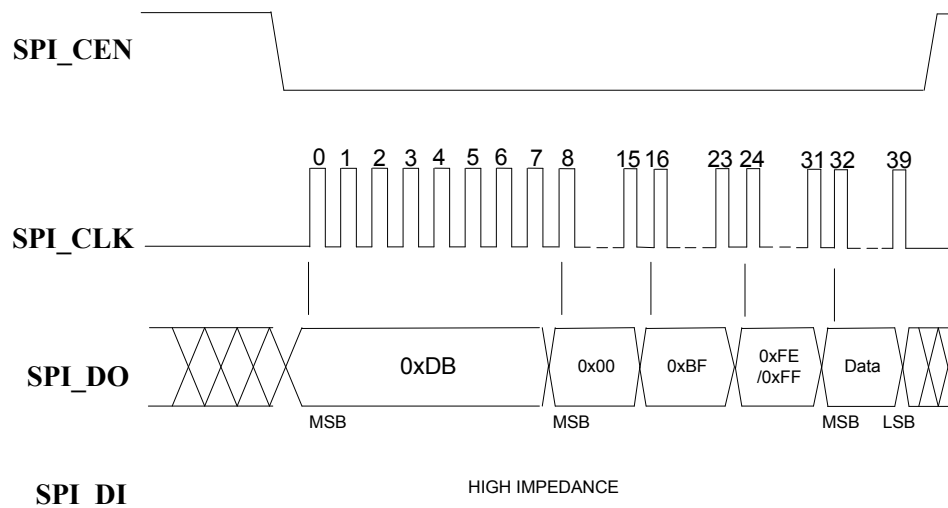 SPI_CEN
0 1 2 3 4 5 6 7 8 15 16 23 24 31 32 39
SPI_CLK
SPI_DO
0xDB
0x00
0xBF
0xFE
/0xFF
Data
MSB MSB MSB LSB
SPI_DI
HIGH IMPEDANCE